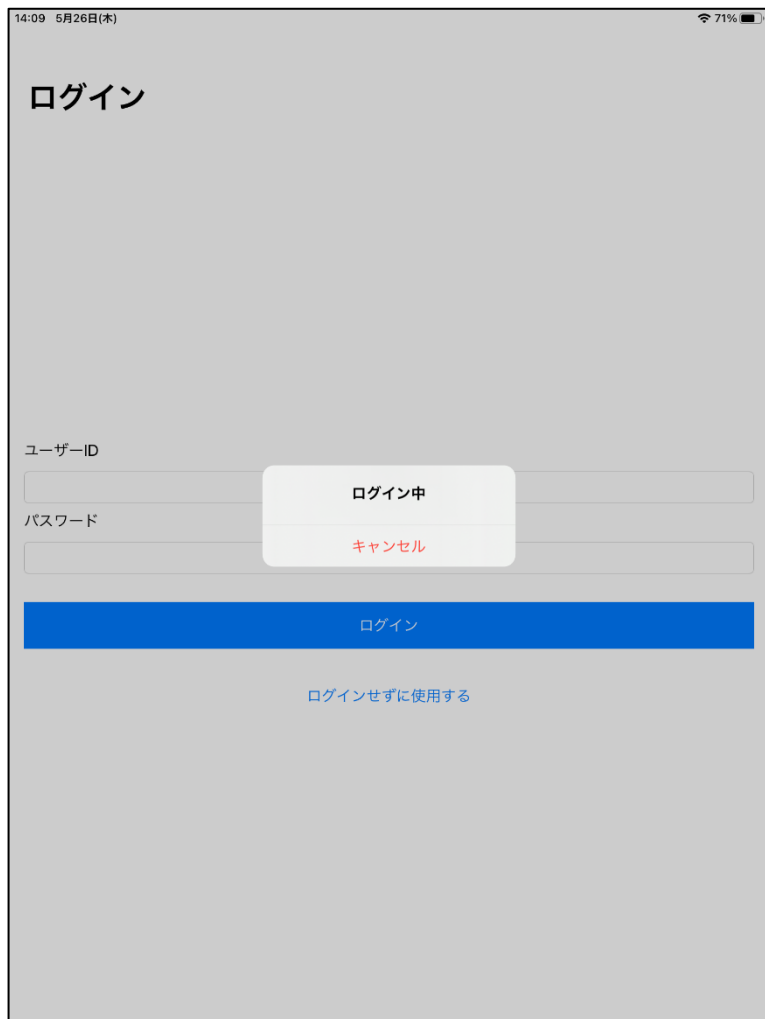 14:09 5月26日(木) 71%
ログイン
ユーザーID
ログイン中
パスワード
キャンセル
ログイン
ログインせずに使用する